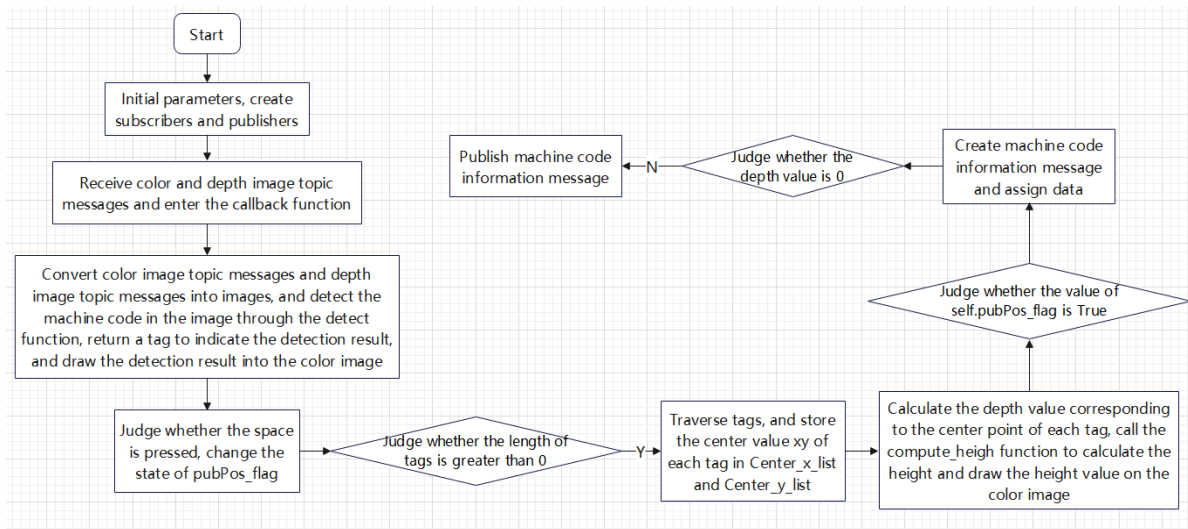 Start
Initial parameters, create
subscribers and publishers
Receive color and depth image topic
messages and enter the callback function
Convert color image topic messages and depth
image topic messages into images, and detect the
machine code in the image through the detect
function, return a tag to indicate the detection result,
and draw the detection result into the color image
Judge whether the space
is pressed, change the
state of pubPos_flag
Judge whether the length of
tags is greater than 0
Y
Traverse tags, and store
the center value xy of
each tag in Center_x_list
and Center_y_list
Calculate the depth value corresponding
to the center point of each tag, call the
compute_heigh function to calculate the
height and draw the height value on the
color image
Judge whether the value of
self.pubPos_flag is True
Create machine code
information message
and assign data
Judge whether the
depth value is 0
N
Publish machine code
information message